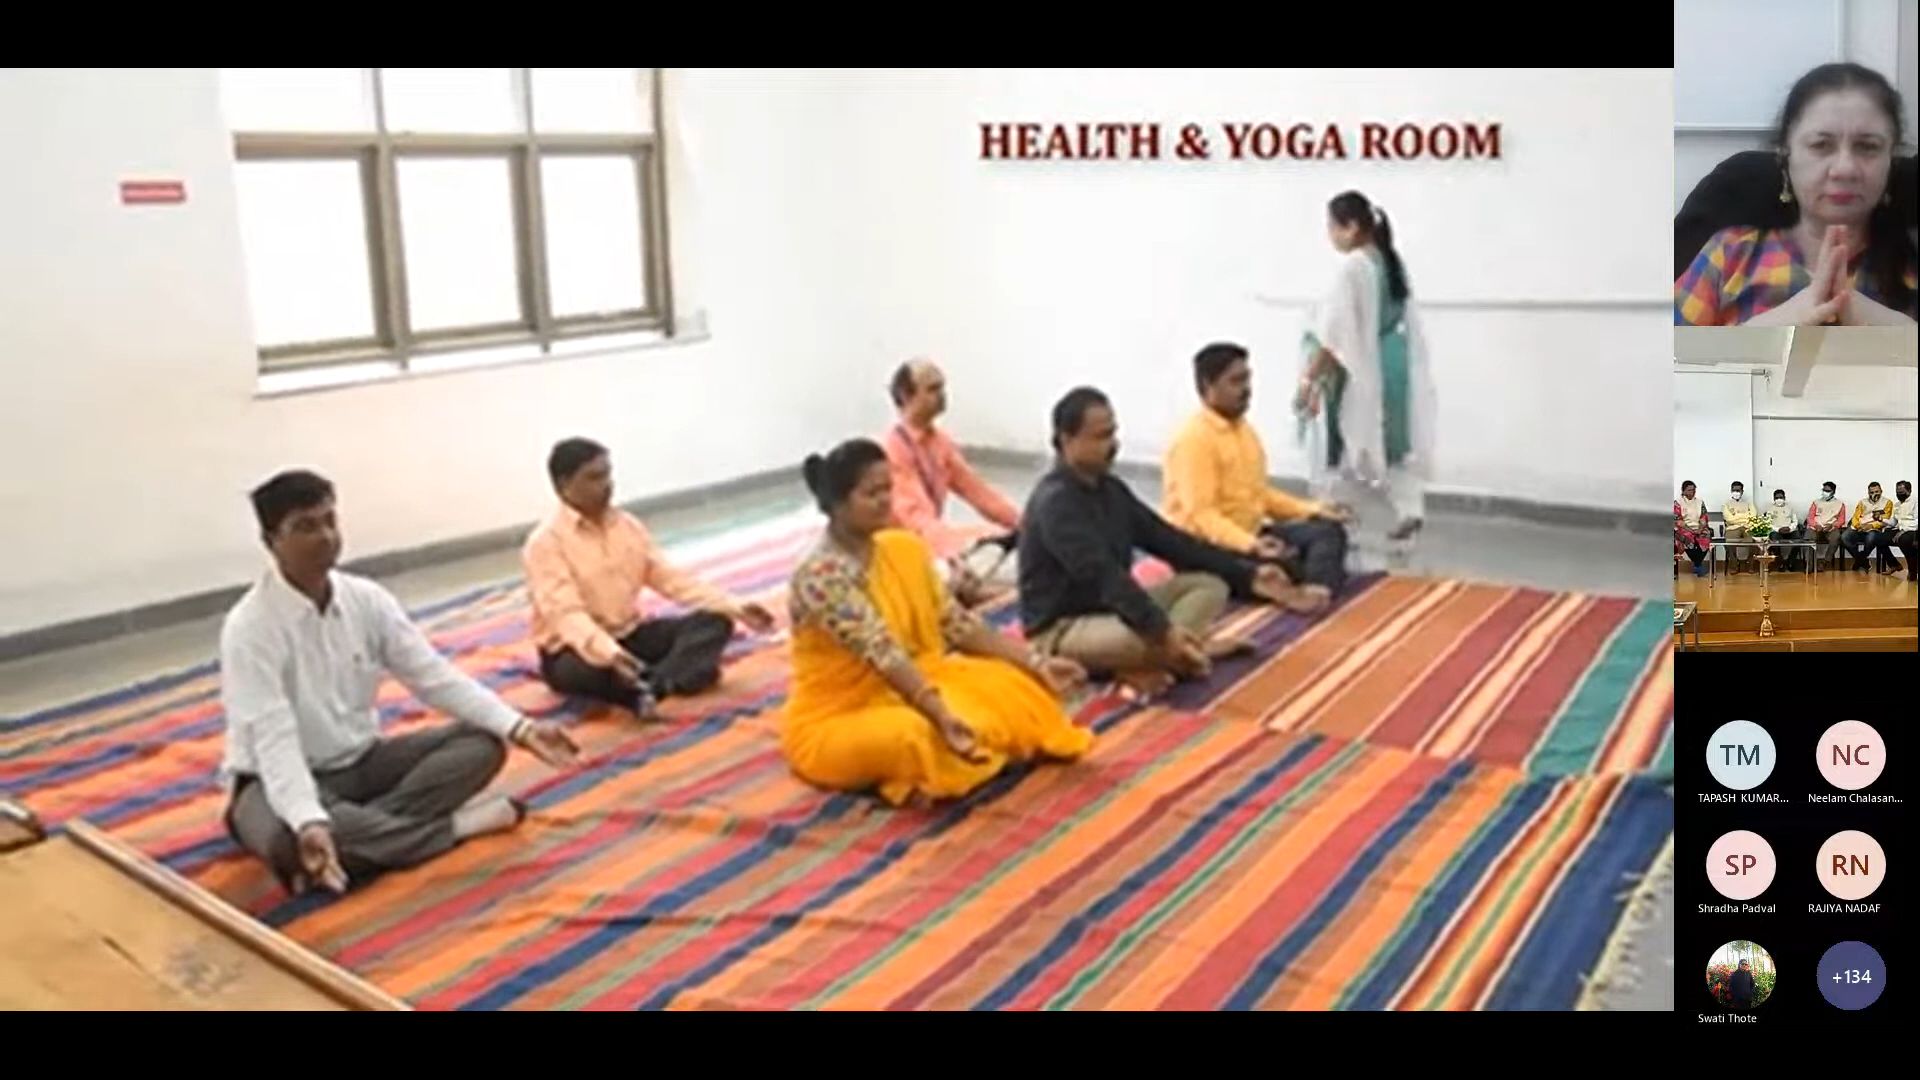 HEALTH & YOGA ROOM
TM
NC
TAPASH KUMAR...
Neelam Chalasan...
SP
RN
Shradha Padval
RAJIYA NADAF
+134
Swati Thote